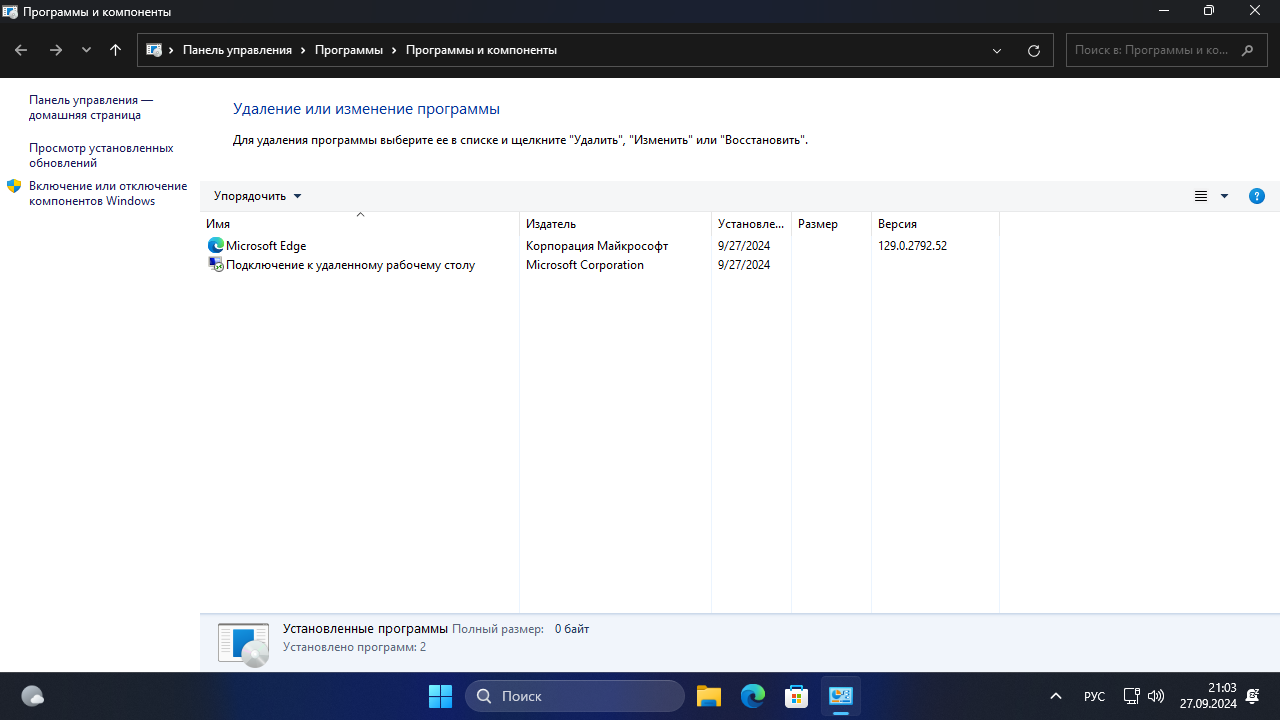 Программы и компоненты
Панель управления
Программы
Программы и компоненты
Поиск в: Программы и ко...
Панель управления —
домашняя страница
Просмотр установленных
обновлений
Включение или отключение
компонентов Windows
Удаление или изменение программы
Для удаления программы выберите ее в списке и щелкните "Удалить", "Изменить" или "Восстановить".
Упорядочить
?
Имя Издатель Установле... Размер Версия
Microsoft Edge Корпорация Майкрософт 9/27/2024 129.0.2792.52
Подключение к удаленному рабочему столу Microsoft Corporation 9/27/2024
Установленные программы Полный размер: 0 байт
Установлено программ: 2
Поиск
РУС
21:03
27.09.2024